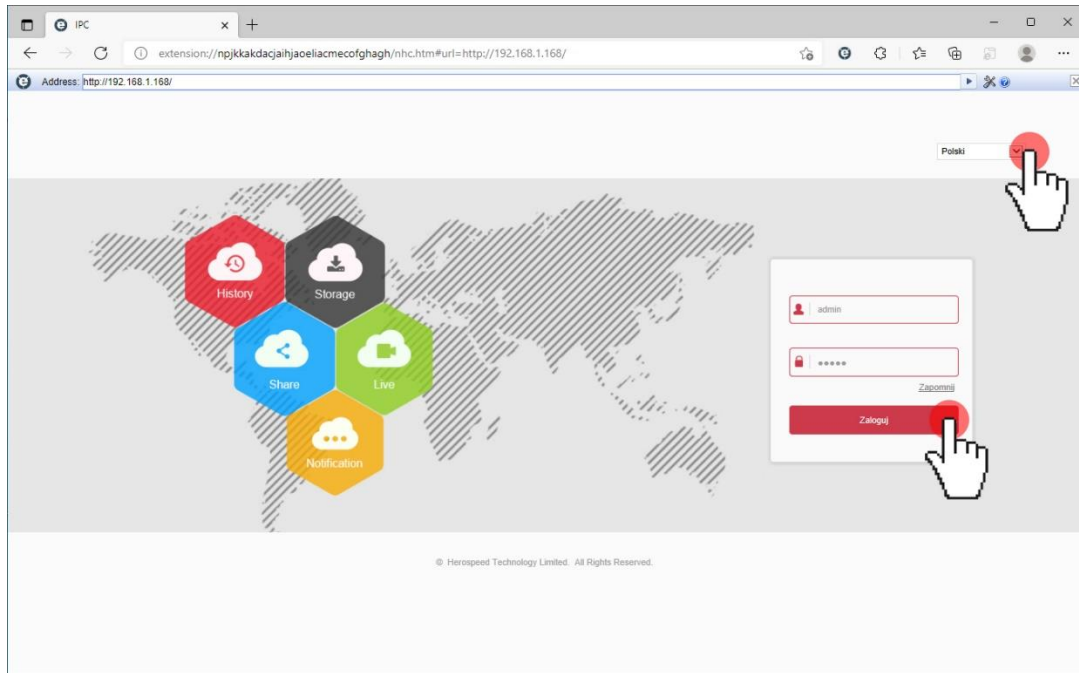 IPC
extension://npjkkakdacjaihjaoeliacmecofghagh/nhc.htm#url=http://192.168.1.168/
Address: http://192.168.1.168/
Polski
History
Storage
Share
Live
Notification
admin
•••••
Zapomnij
Zaloguj
© Herospeed Technology Limited. All Rights Reserved.